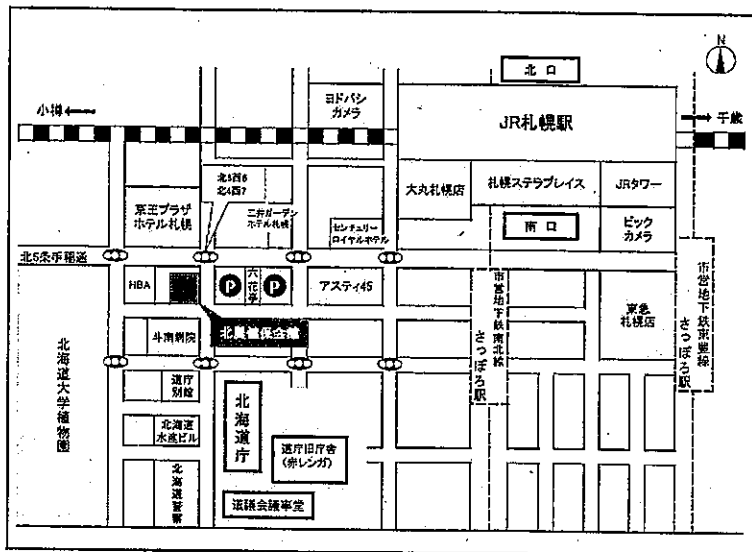 N
北口
小樽
ヨドバシ
カメラ
JR札幌駅
千歳
北5西6
北4西7
大丸札幌店
札幌ステラプレイス
JRタワー
京王プラザ
ホテル札幌
三井ガーデン
ホテル札幌
センチュリー
ロイヤルホテル
南口
ビック
カメラ
北5条手稲通
HBA
P
六花亭
P
アスティ45
市営地下鉄南北線
さっぽろ駅
東急
札幌店
市営地下鉄東豊線
さっぽろ駅
斗南病院
北海道大学植物園
道庁
別館
北海道庁
北海道
水産ビル
道庁旧庁舎
(赤レンガ)
北海道警察
道議会議事堂